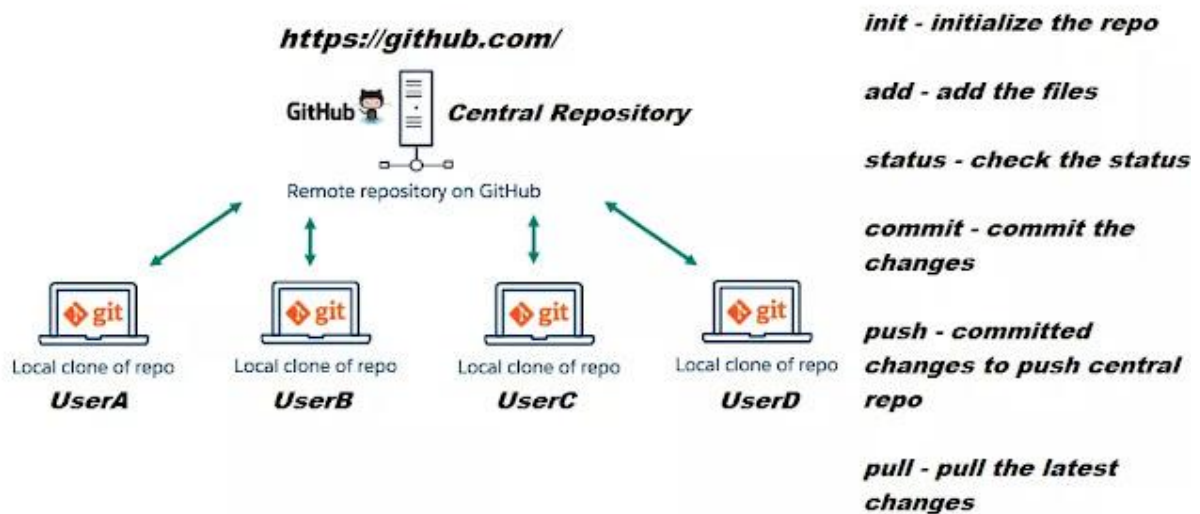 https://github.com/
GitHub
Central Repository
Remote repository on GitHub
git
git
git
git
Local clone of repo
Local clone of repo
Local clone of repo
Local clone of repo
UserA
UserB
UserC
UserD
init - initialize the repo
add - add the files
status - check the status
commit - commit the
changes
push - committed
changes to push central
repo
pull - pull the latest
changes